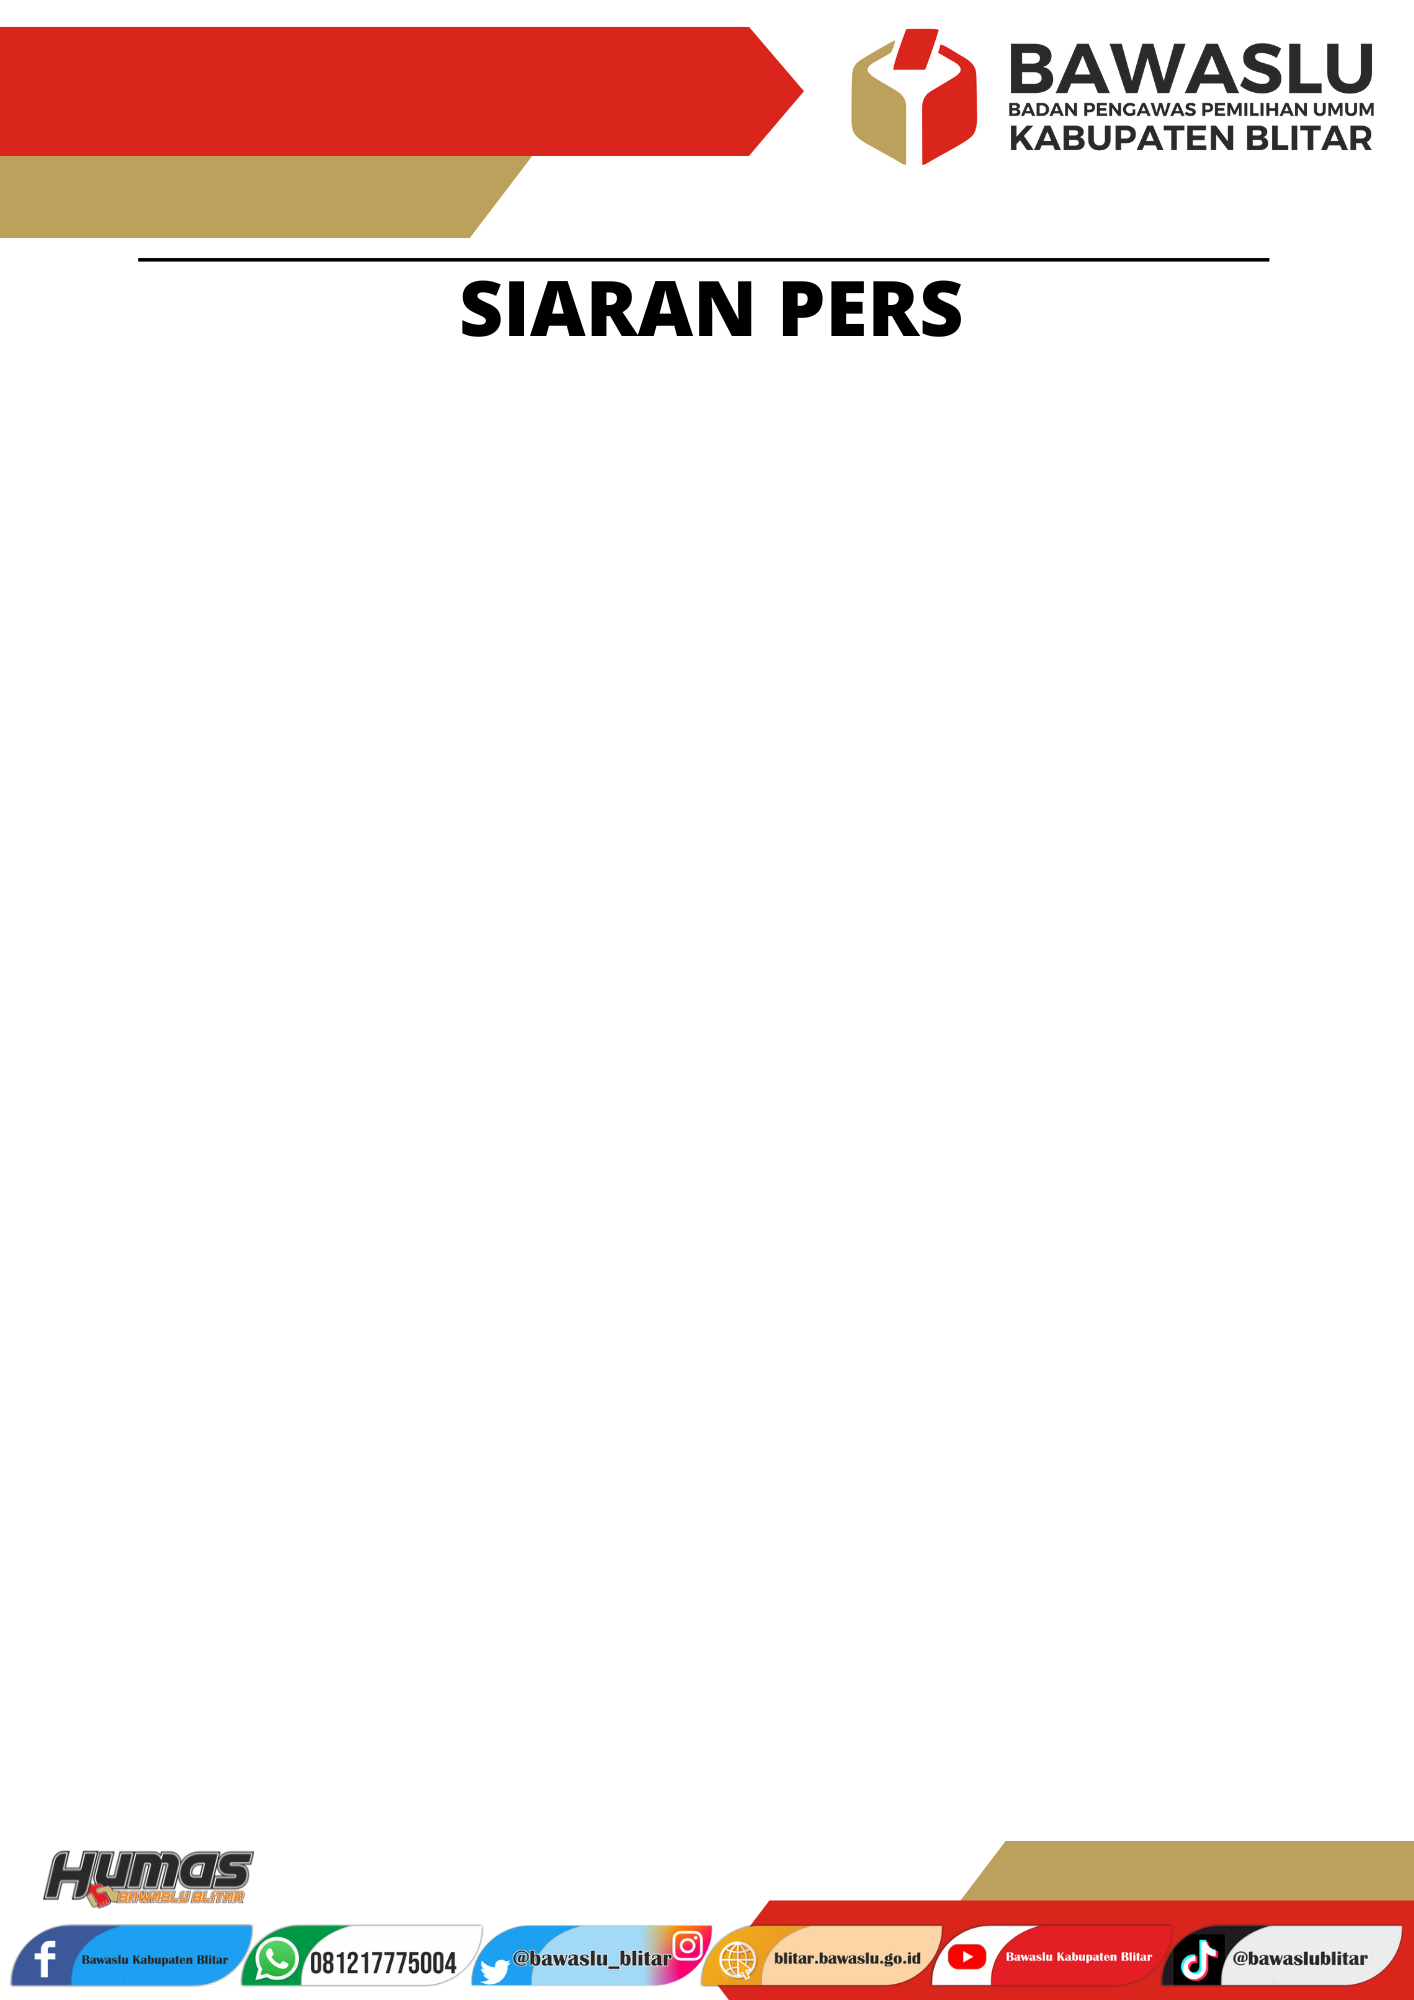 BAWASLU
BADAN PENGAWAS PEMILIHAN UMUM
KABUPATEN BLITAR
SIARAN PERS
Humas
BAWASLU BLITAR
Bawaslu Kabupaten Blitar
081217775004
@bawaslu_blitar
blitar.bawaslu.go.id
Bawaslu Kabupaten Blitar
@bawaslublitar